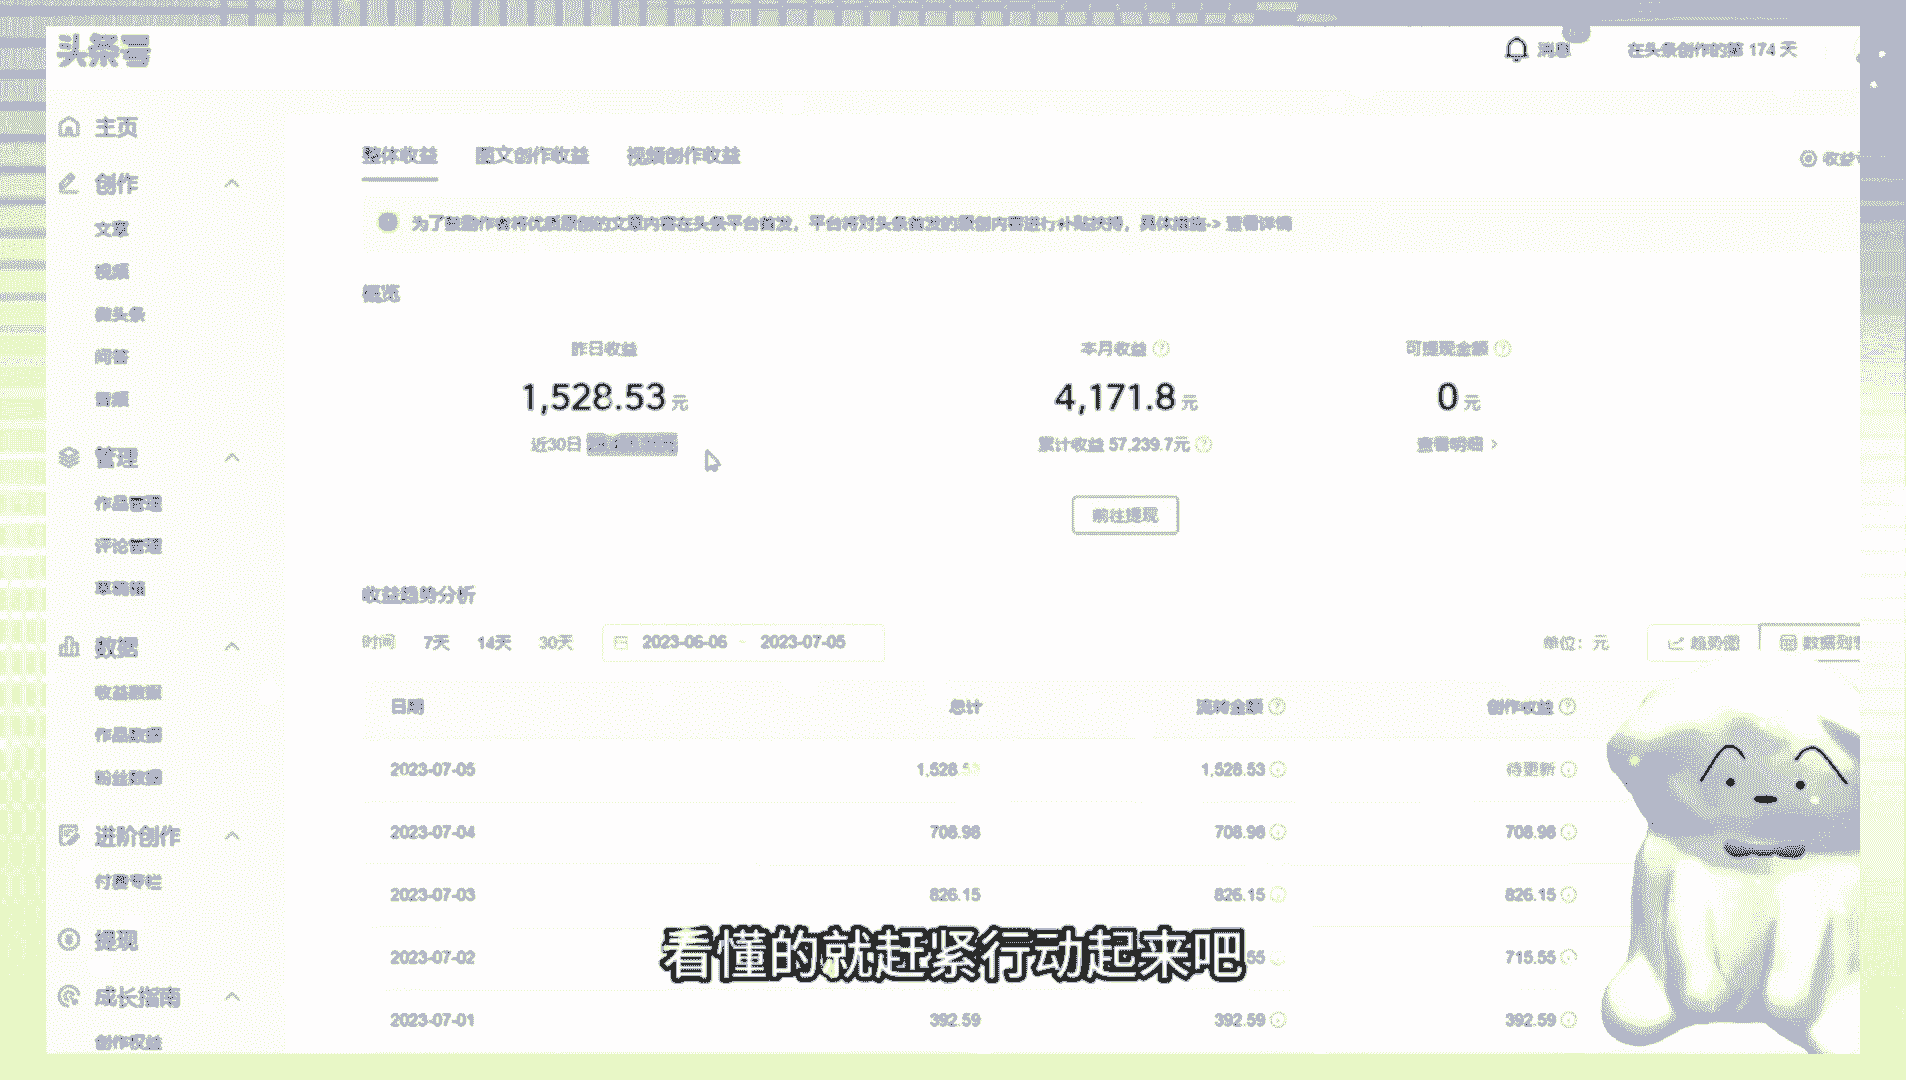 头条号
消息
在头条创作的第 174 天
主页
创作
文章
视频
微头条
问答
音频
管理
作品管理
评论管理
草稿箱
数据
收益数据
作品数据
粉丝数据
进阶创作
付费专栏
提现
成长指南
创作权益
整体收益 图文创作收益 视频创作收益
收益
为了鼓励作者将优质原创的文章内容在头条平台首发，平台将对头条首发的原创内容进行补贴扶持，具体措施-> 查看详情
概览
昨日收益 本月收益 可提现金额
1,528.53 元 4,171.8 元 0 元
近30日 累计收益 57,239.7元 查看明细 >
前往提现
收益趋势分析
时间 7天 14天 30天 2023-06-06 - 2023-07-05 单位：元 趋势图 数据列表
日期 总计 流转金额 创作收益
2023-07-05 1,528.53 1,528.53 待更新
2023-07-04 708.98 708.98 708.98
2023-07-03 826.15 826.15 826.15
2023-07-02 55 715.55
2023-07-01 392.59 392.59 392.59
看懂的就赶紧行动起来吧